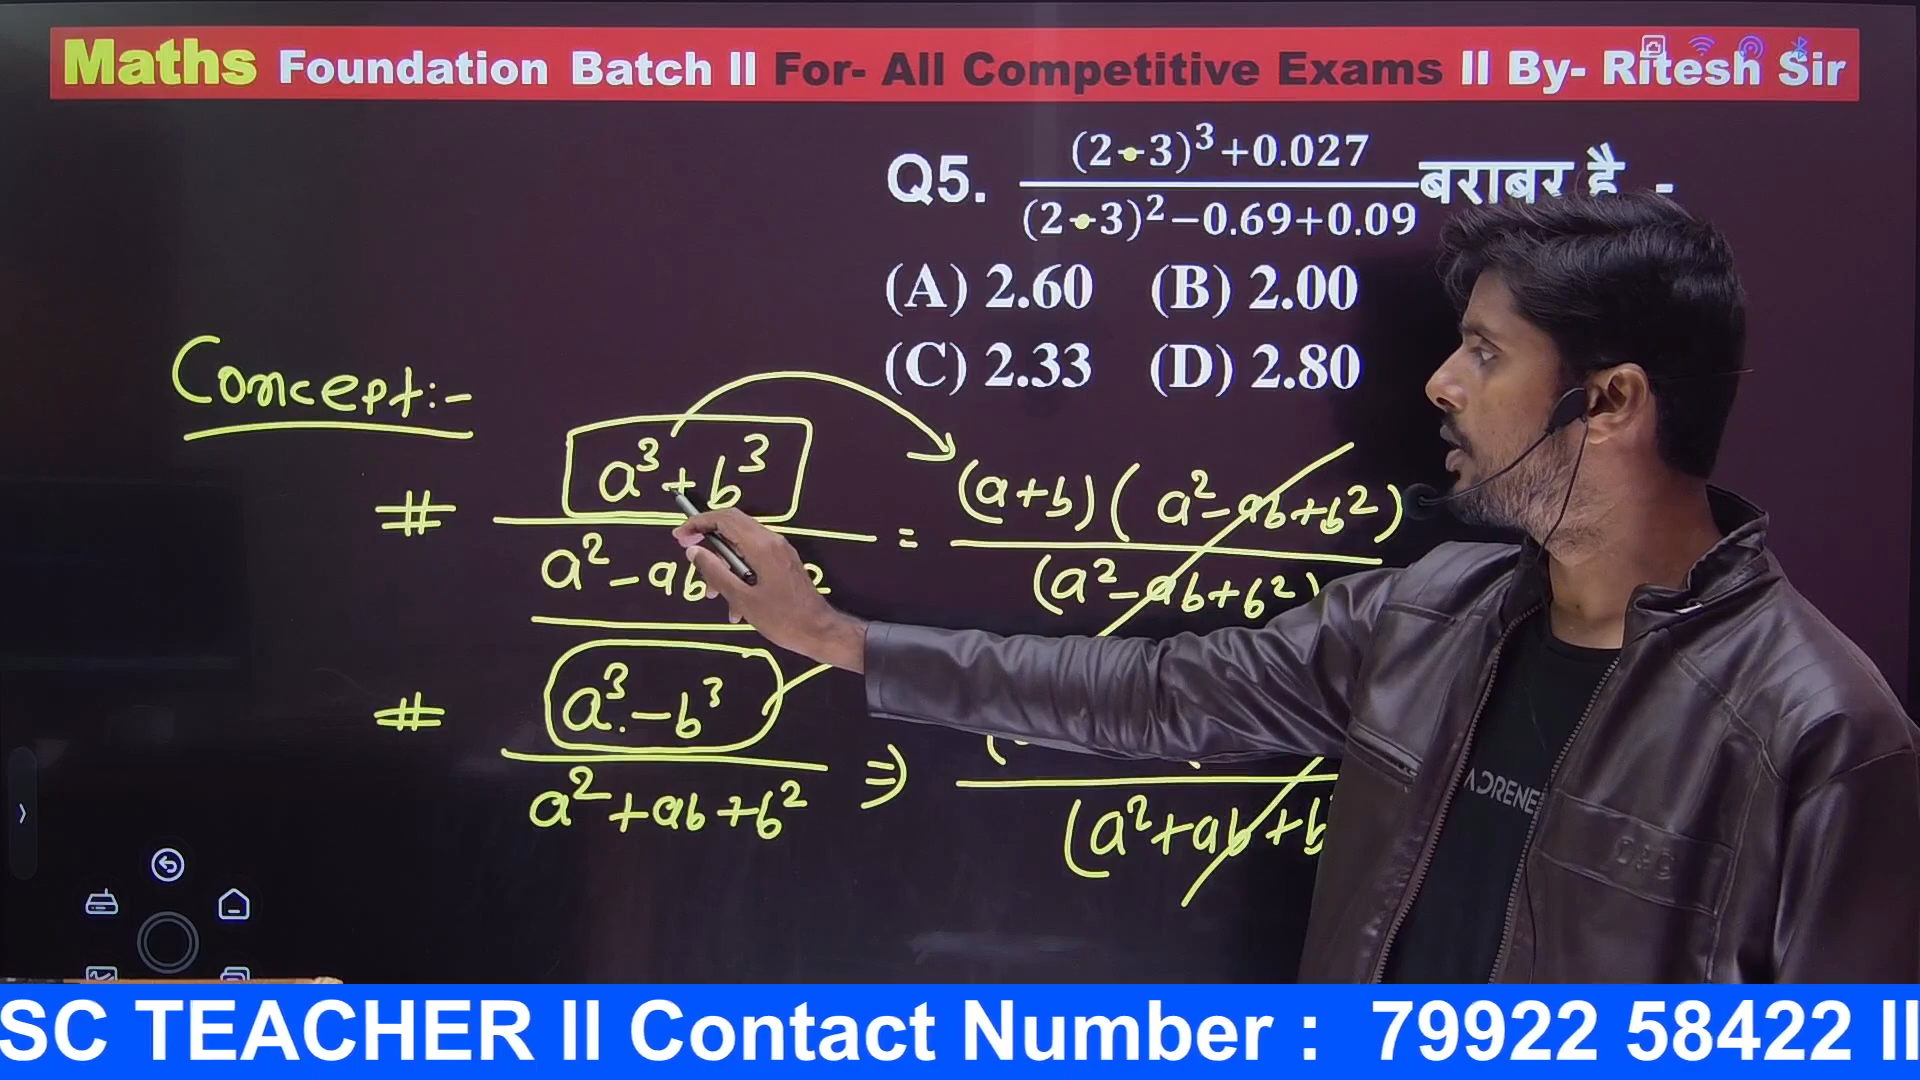 Maths Foundation Batch II For- All Competitive Exams II By- Ritesh Sir
Q5. (2•3)³+0.027 / (2•3)²−0.69+0.09 बराबर है -
(A) 2.60 (B) 2.00
(C) 2.33 (D) 2.80
Concept:-
# a³+b³ / a²-ab = (a+b)(a²-ab+b²) / (a²-ab+b²)
# a³-b³ / a²+ab+b² ⇒ (a²+ab+b
ADRENE
SC TEACHER II Contact Number : 79922 58422 II